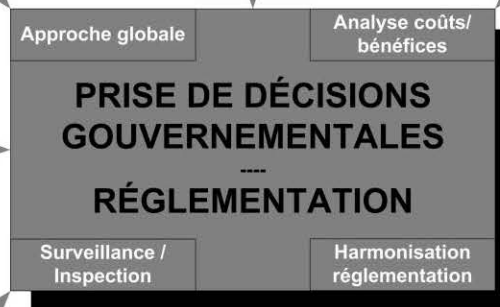 Approche globale
Analyse coûts/
bénéfices
PRISE DE DÉCISIONS
GOUVERNEMENTALES
----
RÉGLEMENTATION
Surveillance /
Inspection
Harmonisation
réglementation